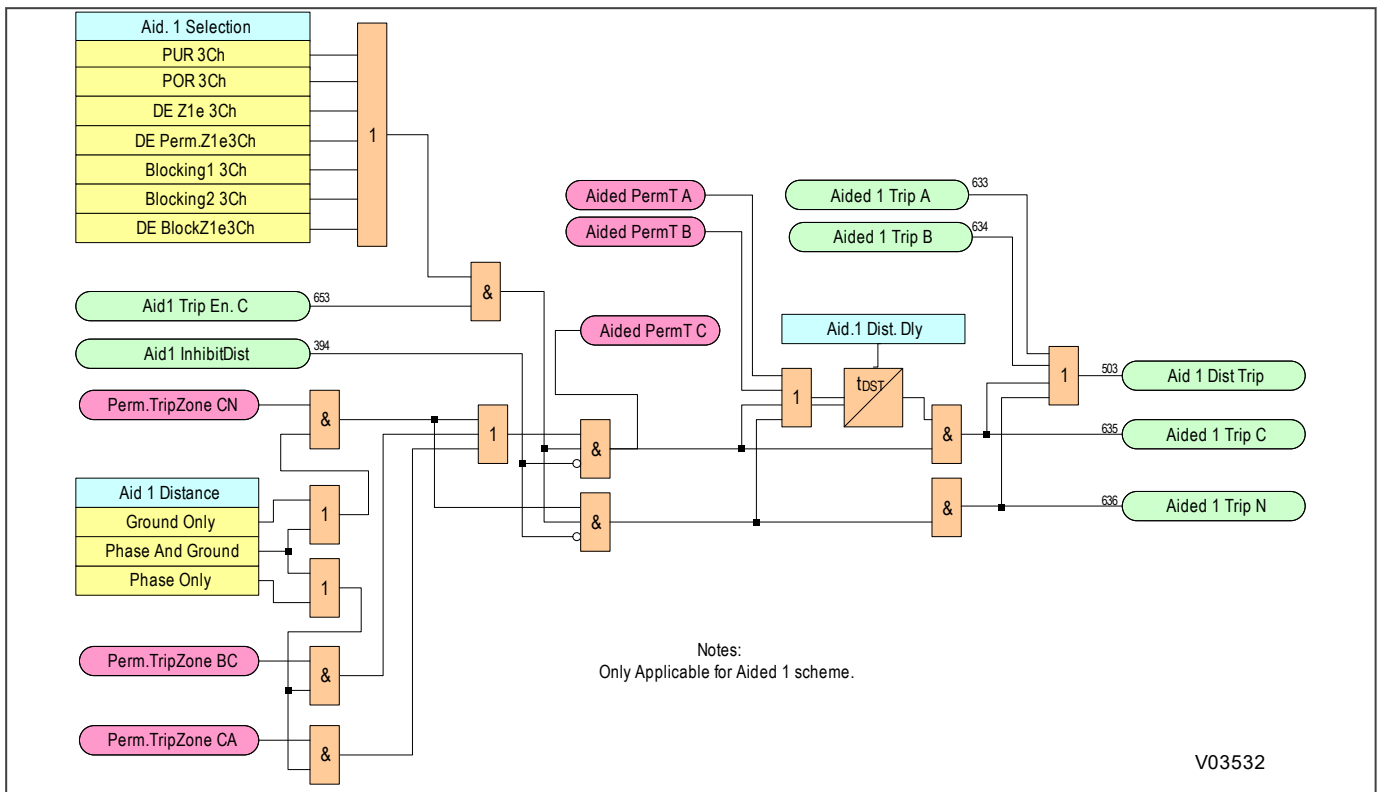 Aid. 1 Selection
PUR 3Ch
POR 3Ch
DE Z1e 3Ch
DE Perm.Z1e3Ch
Blocking1 3Ch
Blocking2 3Ch
DE BlockZ1e3Ch
1
Aid1 Trip En. C
653
&
Aid1 InhibitDist
394
Perm.TripZone CN
&
1
Aid 1 Distance
Ground Only
Phase And Ground
Phase Only
1
1
Perm.TripZone BC
&
Perm.TripZone CA
&
Aided PermT A
Aided PermT B
Aided PermT C
&
&
Aid.1 Dist. Dly
1
tDST
&
&
Aided 1 Trip A
633
Aided 1 Trip B
634
1
503
Aid 1 Dist Trip
635
Aided 1 Trip C
636
Aided 1 Trip N
Notes:
Only Applicable for Aided 1 scheme.
V03532